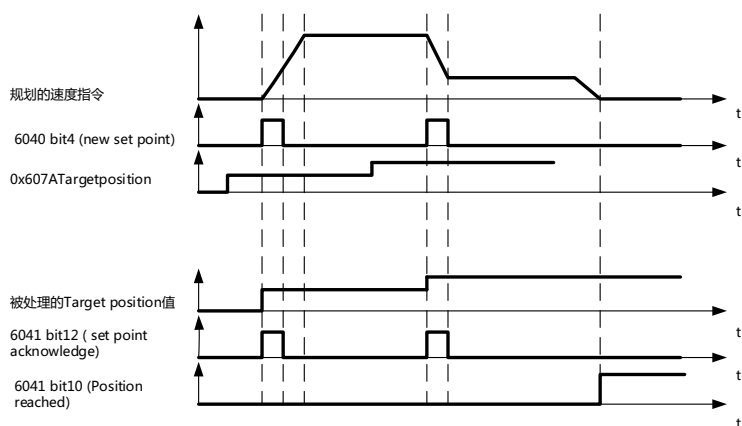 规划的速度指令
t
6040 bit4 (new set point)
t
0x607ATargetposition
t
被处理的Target position值
t
6041 bit12 ( set point
acknowledge)
t
6041 bit10 (Position
reached)
t